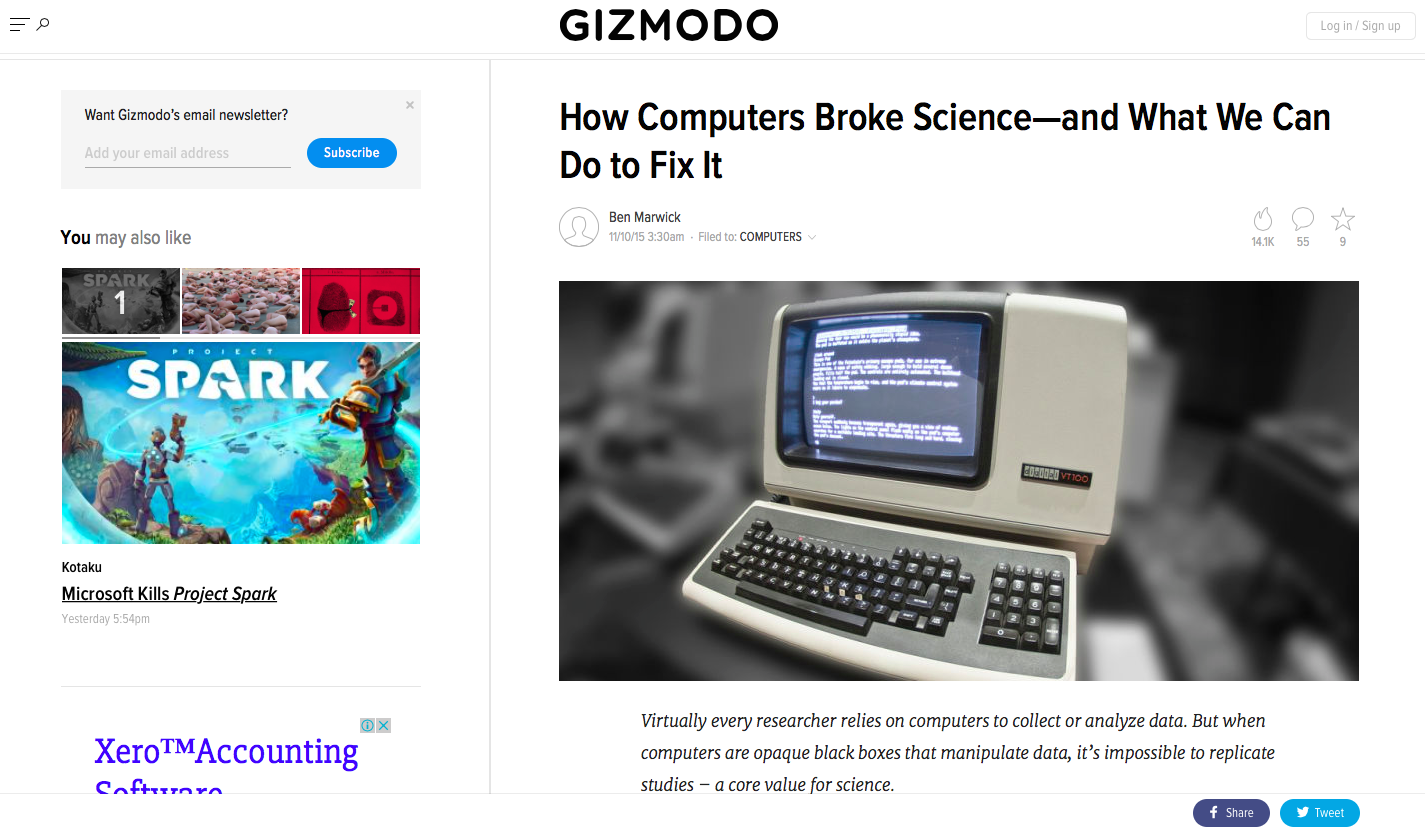 GIZMODO
Log in / Sign up
Want Gizmodo's email newsletter?
Add your email address
Subscribe
You may also like
SPARK
1
PROJECT
SPARK
Kotaku
Microsoft Kills Project Spark
Yesterday 5:54pm
Xero™Accounting
Software
How Computers Broke Science—and What We Can
Do to Fix It
Ben Marwick
11/10/15 3:30am · Filed to: COMPUTERS
14.1K
55
9
digital VT100
Virtually every researcher relies on computers to collect or analyze data. But when
computers are opaque black boxes that manipulate data, it's impossible to replicate
studies – a core value for science.
Share
Tweet